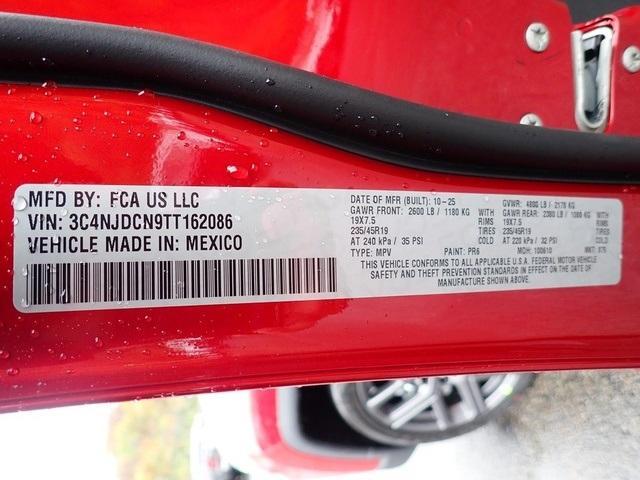 MFD BY: FCA US LLC
VIN: 3C4NJDCN9TT162086
VEHICLE MADE IN: MEXICO
DATE OF MFR (BUILT): 10-25 GVWR: 4800 LB / 2178 KG
GAWR FRONT: 2600 LB / 1180 KG WITH GAWR REAR: 2380 LB / 1080 KG WITH
19X7.5 RIMS 19X7.5 RIMS
235/45R19 TIRES 235/45R19 TIRES
AT 240 kPa / 35 PSI COLD AT 220 kPa / 32 PSI COLD
TYPE: MPV PAINT: PR6 MDH: 100610
THIS VEHICLE CONFORMS TO ALL APPLICABLE U.S.A. FEDERAL MOTOR VEHICLE
SAFETY AND THEFT PREVENTION STANDARDS IN EFFECT ON THE DATE OF
MANUFACTURE SHOWN ABOVE.